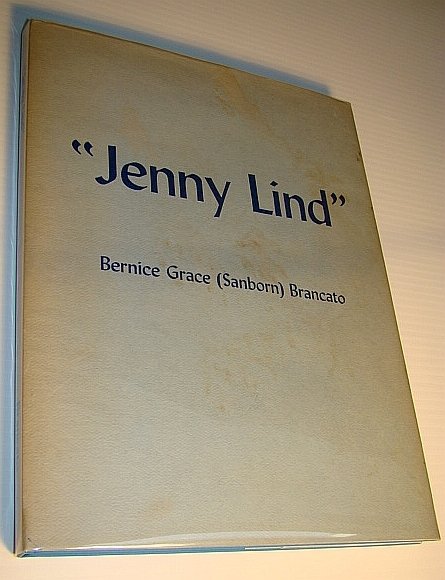 “Jenny Lind”
Bernice Grace (Sanborn) Brancato